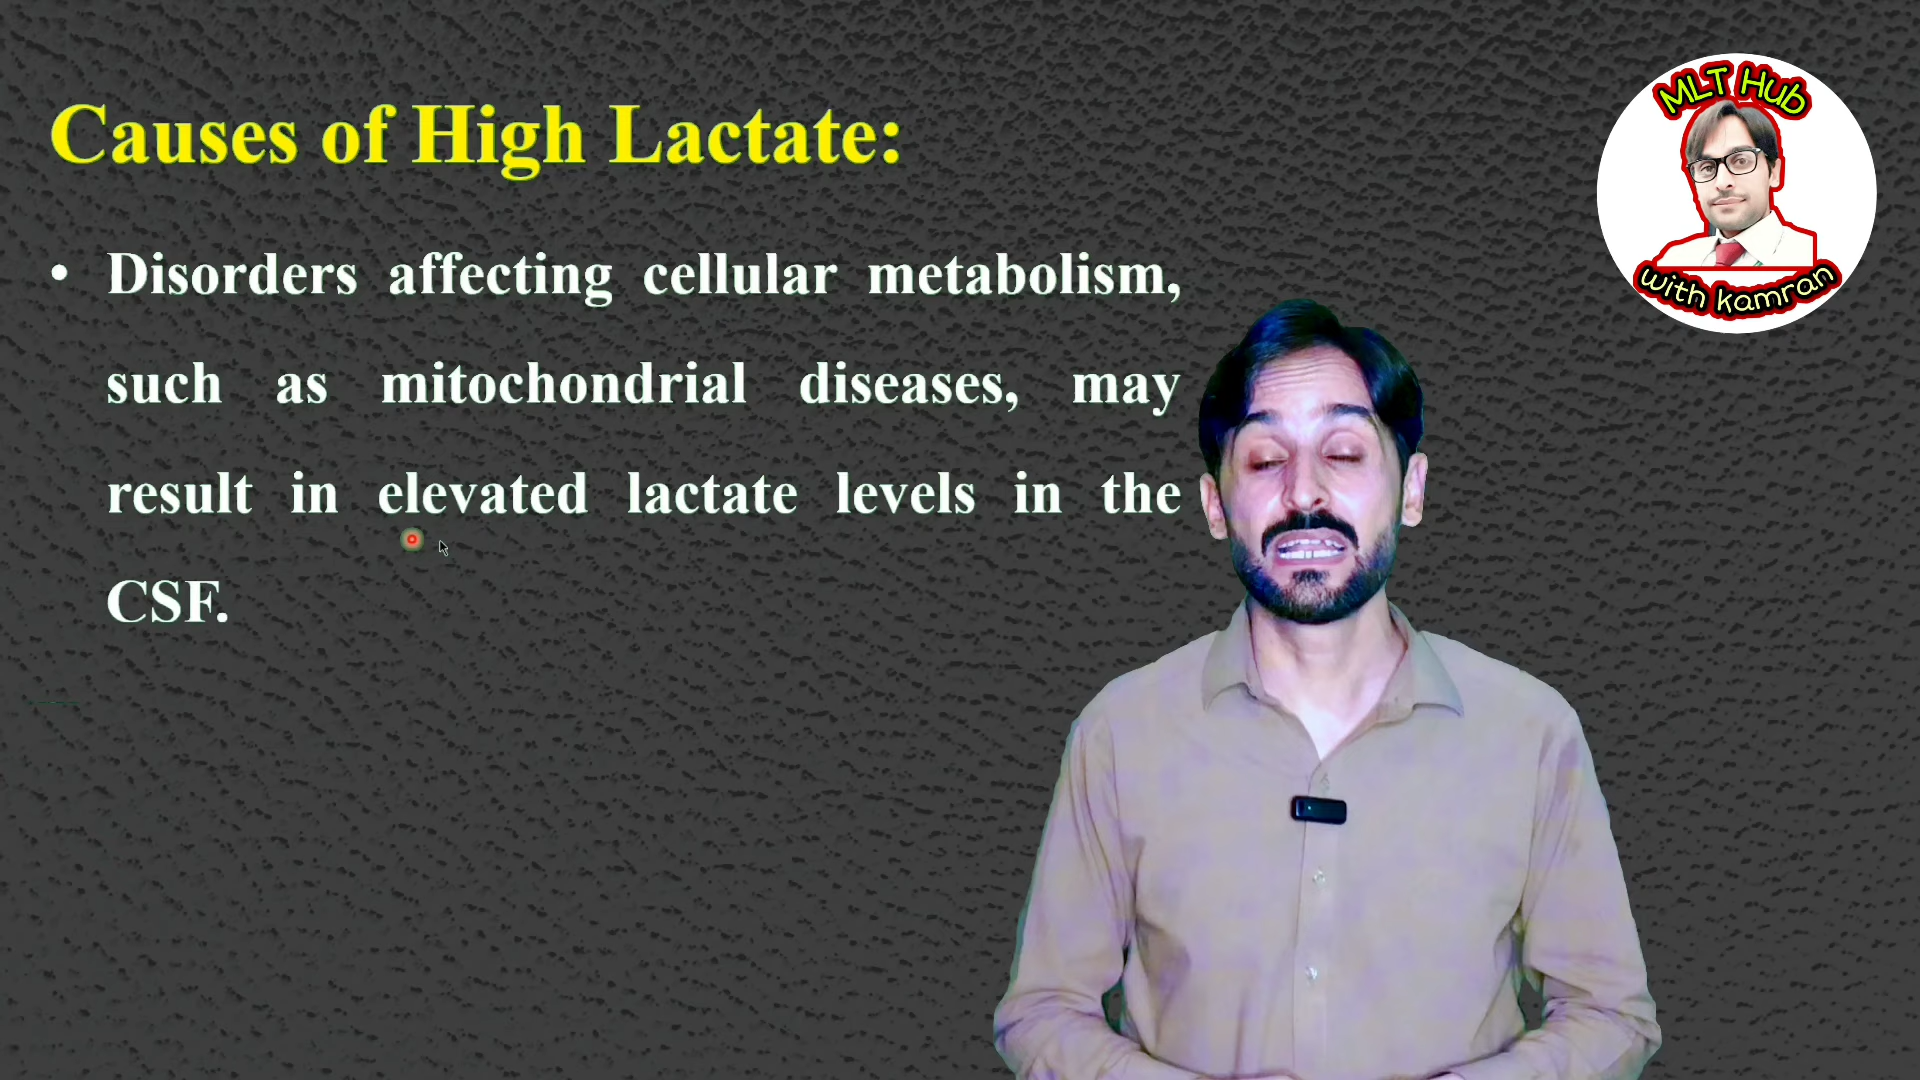 Causes of High Lactate:
• Disorders affecting cellular metabolism,
such as mitochondrial diseases, may
result in elevated lactate levels in the
CSF.
MLT Hub
with kamran